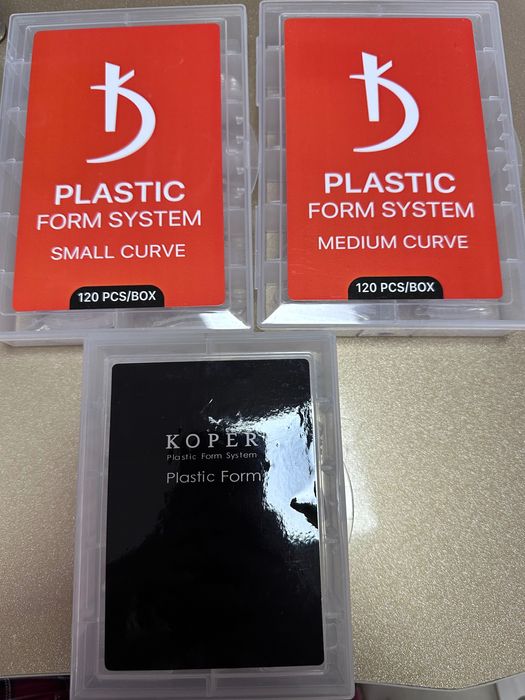 PLASTIC
FORM SYSTEM
SMALL CURVE
120 PCS/BOX
PLASTIC
FORM SYSTEM
MEDIUM CURVE
120 PCS/BOX
KOPER
Plastic Form System
Plastic Form